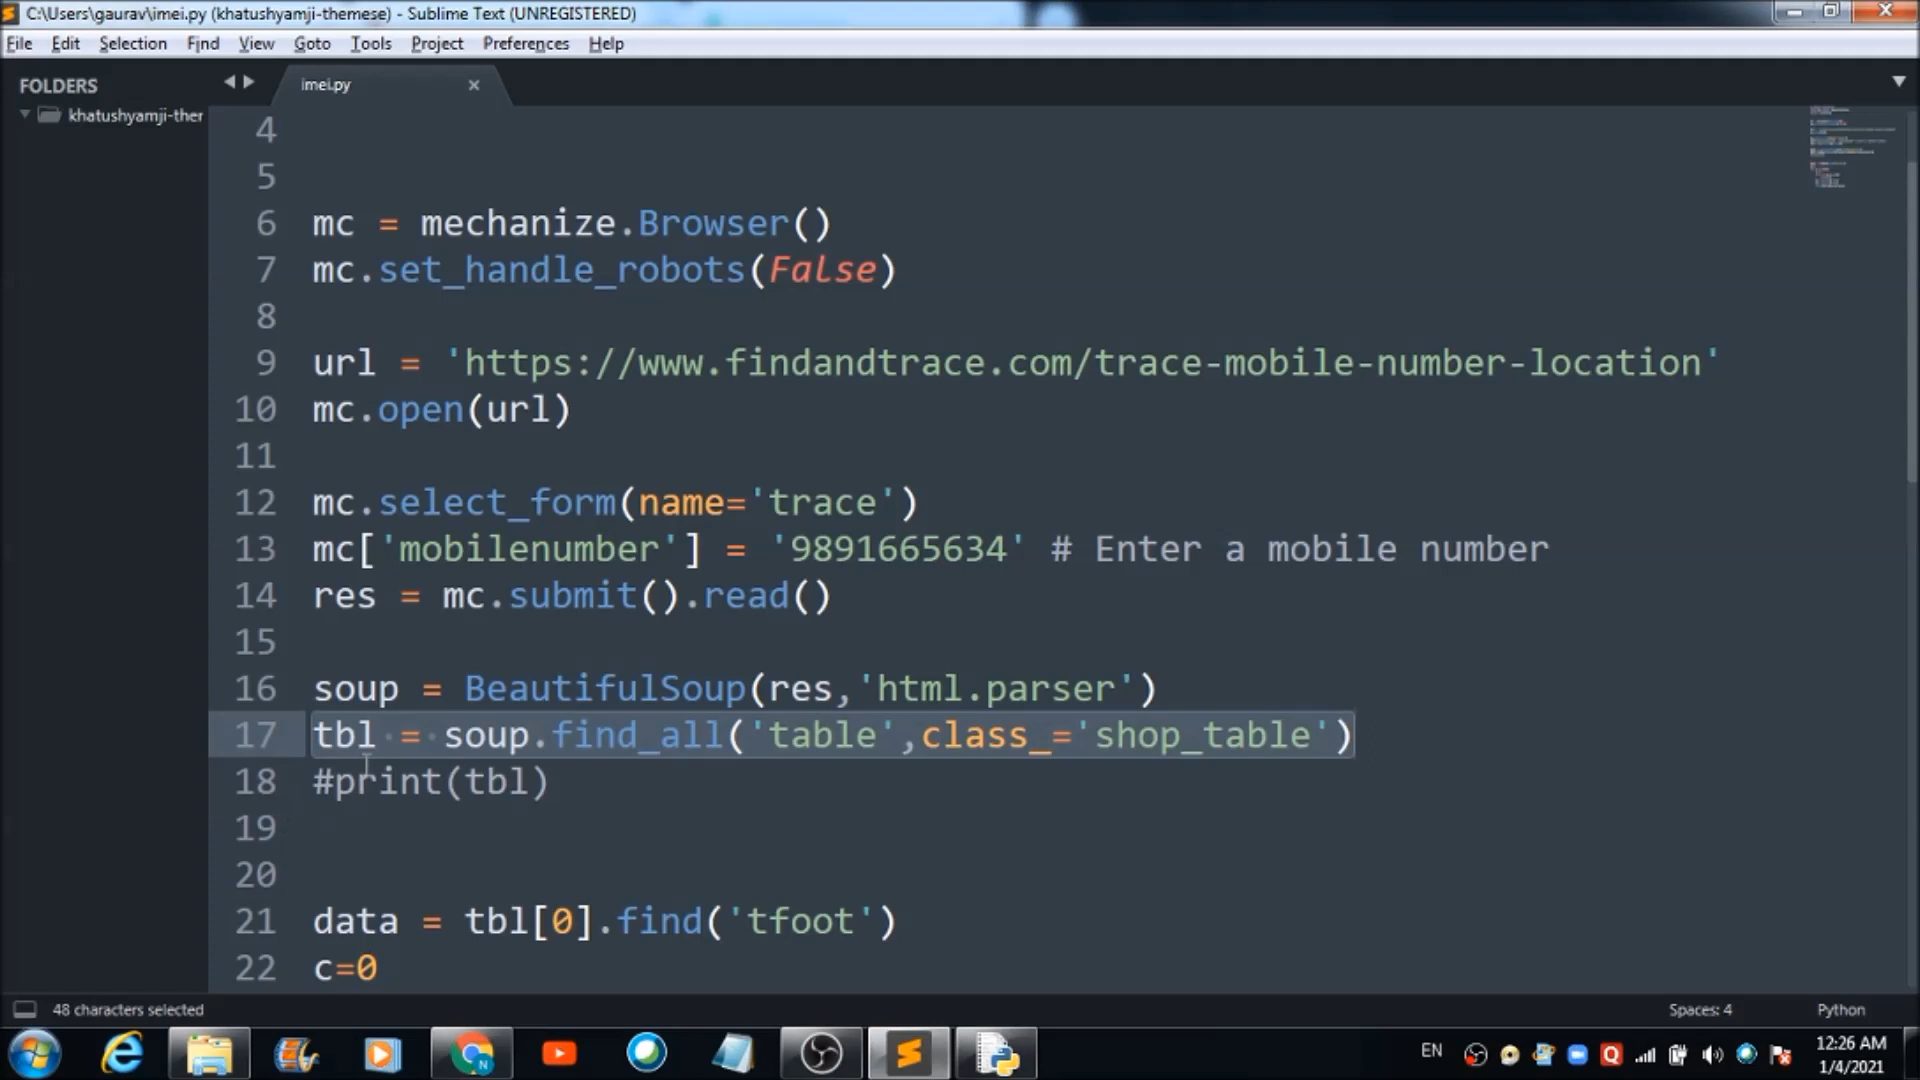 C:\Users\gaurav\imei.py (khatushyamji-themese) - Sublime Text (UNREGISTERED)
File Edit Selection Find View Goto Tools Project Preferences Help
FOLDERS
khatushyamji-ther
imei.py
4
5
6 mc = mechanize.Browser()
7 mc.set_handle_robots(False)
8
9 url = 'https://www.findandtrace.com/trace-mobile-number-location'
10 mc.open(url)
11
12 mc.select_form(name='trace')
13 mc['mobilenumber'] = '9891665634' # Enter a mobile number
14 res = mc.submit().read()
15
16 soup = BeautifulSoup(res,'html.parser')
17 tbl = soup.find_all('table',class_='shop_table')
18 #print(tbl)
19
20
21 data = tbl[0].find('tfoot')
22 c=0
48 characters selected
Spaces: 4
Python
EN
12:26 AM
1/4/2021